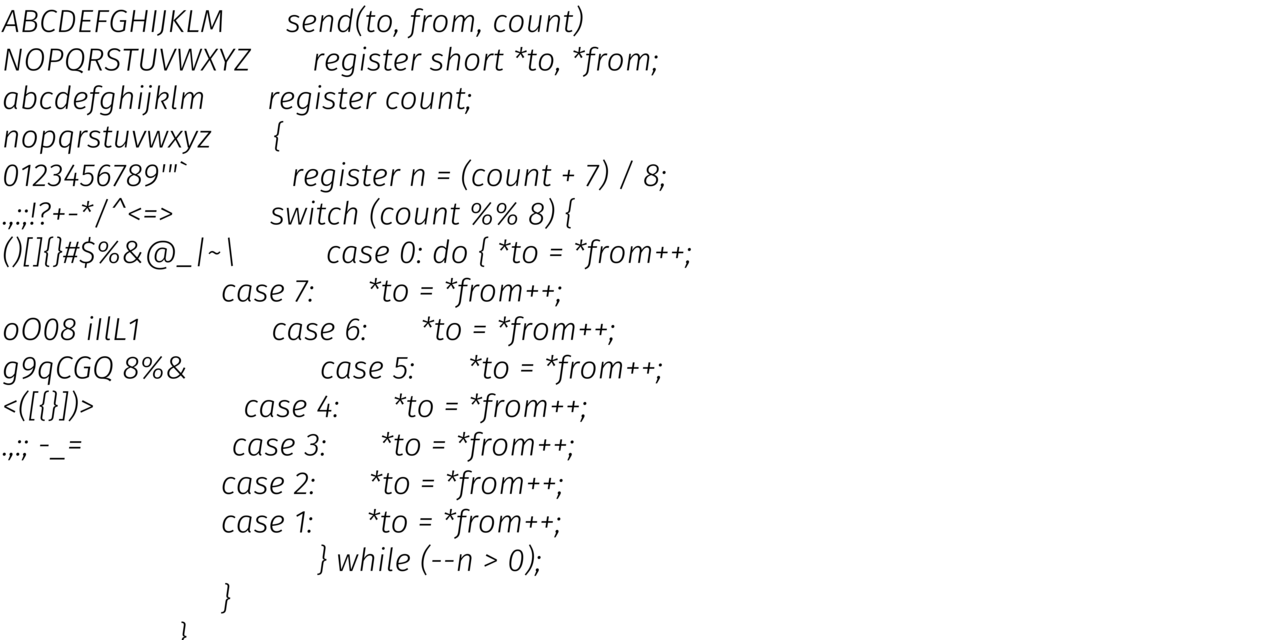 ABCDEFGHIJKLM send(to, from, count)
NOPQRSTUVWXYZ register short *to, *from;
abcdefghijklm register count;
nopqrstuvwxyz {
0123456789'"` register n = (count + 7) / 8;
.,:;!?+-*/^<=> switch (count %% 8) {
()[]{}#$%&@_|~\ case 0: do { *to = *from++;
case 7: *to = *from++;
oO08 iIlL1 case 6: *to = *from++;
g9qCGQ 8%& case 5: *to = *from++;
<([{}])> case 4: *to = *from++;
.,:; -_= case 3: *to = *from++;
case 2: *to = *from++;
case 1: *to = *from++;
} while (--n > 0);
}
}